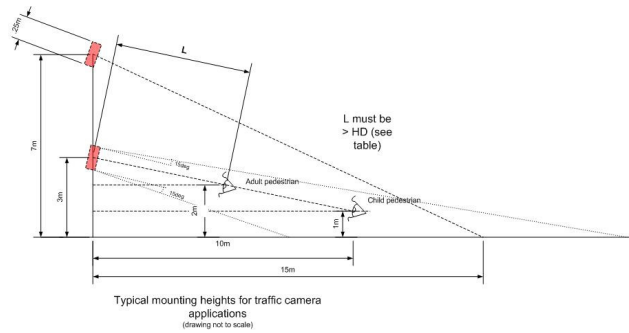 .25m
L
7m
L must be
> HD (see
table)
15deg
3m
Adult pedestrian
15deg
2m
Child pedestrian
1m
10m
15m
Typical mounting heights for traffic camera
applications
(drawing not to scale)